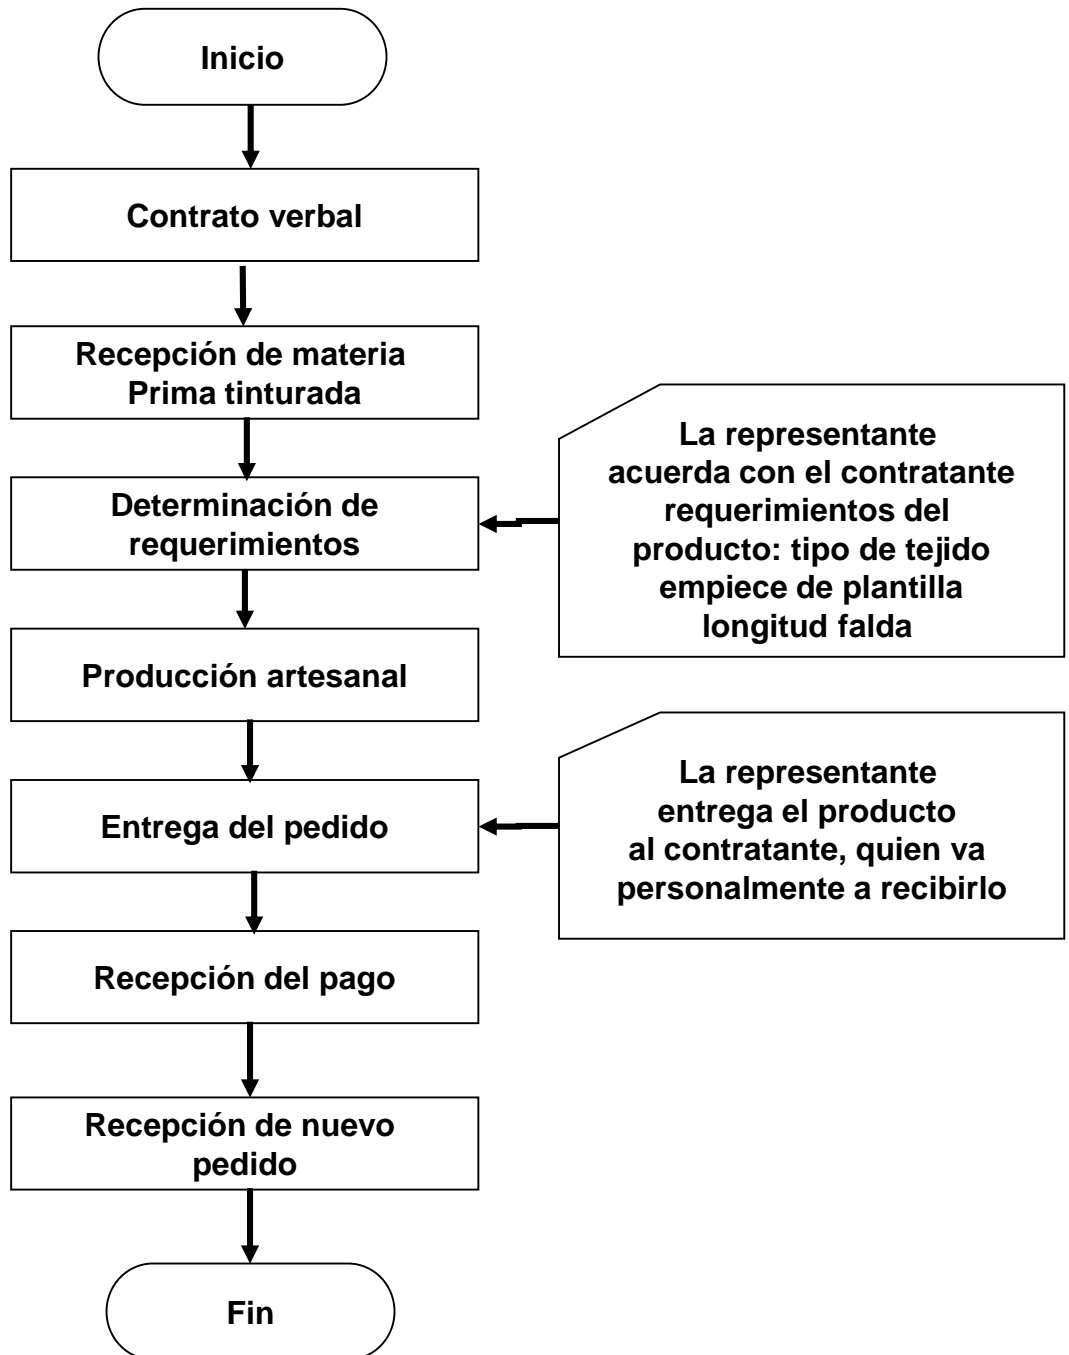 Inicio
Contrato verbal
Recepción de materia
Prima tinturada
Determinación de
requerimientos
La representante
acuerda con el contratante
requerimientos del
producto: tipo de tejido
empiece de plantilla
longitud falda
Producción artesanal
Entrega del pedido
La representante
entrega el producto
al contratante, quien va
personalmente a recibirlo
Recepción del pago
Recepción de nuevo
pedido
Fin